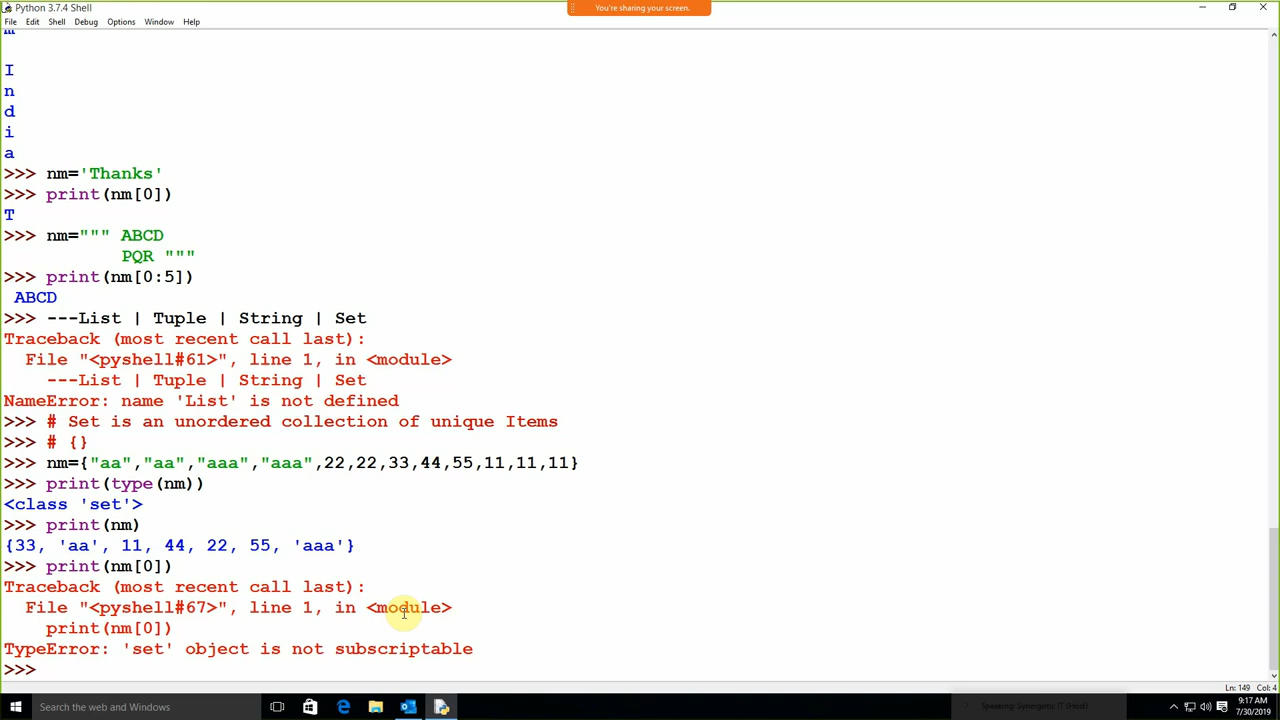 Python 3.7.4 Shell
You're sharing your screen.
File Edit Shell Debug Options Window Help
m
I
n
d
i
a
>>> nm='Thanks'
>>> print(nm[0])
T
>>> nm=""" ABCD
PQR """
>>> print(nm[0:5])
ABCD
>>> ---List | Tuple | String | Set
Traceback (most recent call last):
File "<pyshell#61>", line 1, in <module>
---List | Tuple | String | Set
NameError: name 'List' is not defined
>>> # Set is an unordered collection of unique Items
>>> # {}
>>> nm={"aa","aa","aaa","aaa",22,22,33,44,55,11,11,11}
>>> print(type(nm))
<class 'set'>
>>> print(nm)
{33, 'aa', 11, 44, 22, 55, 'aaa'}
>>> print(nm[0])
Traceback (most recent call last):
File "<pyshell#67>", line 1, in <module>
print(nm[0])
TypeError: 'set' object is not subscriptable
>>>
Ln: 149 Col: 4
Search the web and Windows
Speaking: Synergetic IT (Host)
9:17 AM
7/30/2019